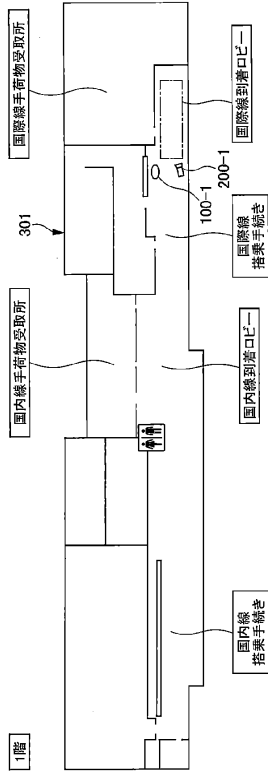 1階
国内線手荷物受取所
301
国際線手荷物受取所
国内線
搭乗手続き
国内線到着ロビー
国際線
搭乗手続き
100-1
200-1
国際線到着ロビー